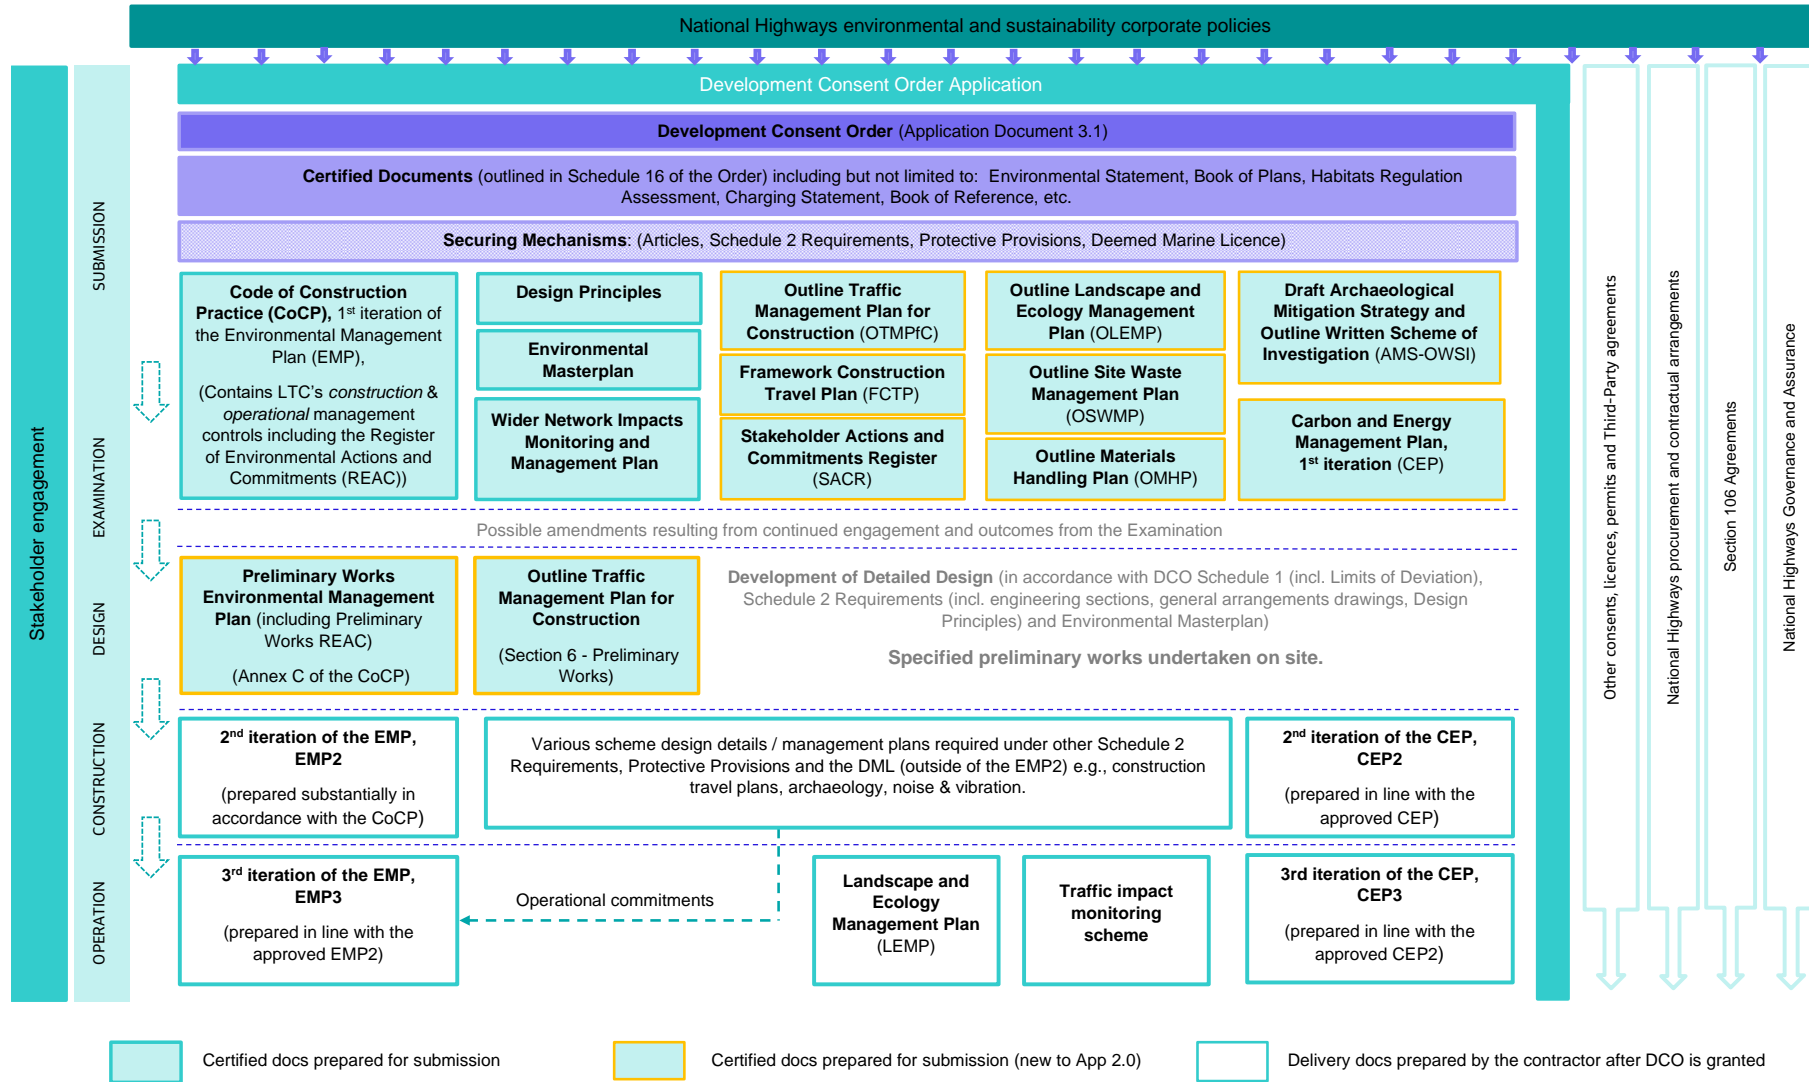 National Highways environmental and sustainability corporate policies
Development Consent Order Application
Development Consent Order (Application Document 3.1)
Certified Documents (outlined in Schedule 16 of the Order) including but not limited to: Environmental Statement, Book of Plans, Habitats Regulation
Assessment, Charging Statement, Book of Reference, etc.
Securing Mechanisms: (Articles, Schedule 2 Requirements, Protective Provisions, Deemed Marine Licence)
Stakeholder engagement
SUBMISSION
EXAMINATION
DESIGN
CONSTRUCTION
OPERATION
Code of Construction
Practice (CoCP), 1st iteration of
the Environmental Management
Plan (EMP),
(Contains LTC's construction &
operational management
controls including the Register
of Environmental Actions and
Commitments (REAC))
Design Principles
Environmental
Masterplan
Wider Network Impacts
Monitoring and
Management Plan
Outline Traffic
Management Plan for
Construction (OTMPfC)
Framework Construction
Travel Plan (FCTP)
Stakeholder Actions and
Commitments Register
(SACR)
Outline Landscape and
Ecology Management
Plan (OLEMP)
Outline Site Waste
Management Plan
(OSWMP)
Outline Materials
Handling Plan (OMHP)
Draft Archaeological
Mitigation Strategy and
Outline Written Scheme of
Investigation (AMS-OWSI)
Carbon and Energy
Management Plan,
1st iteration (CEP)
Possible amendments resulting from continued engagement and outcomes from the Examination
Preliminary Works
Environmental Management
Plan (including Preliminary
Works REAC)
(Annex C of the CoCP)
Outline Traffic
Management Plan for
Construction
(Section 6 - Preliminary
Works)
Development of Detailed Design (in accordance with DCO Schedule 1 (incl. Limits of Deviation),
Schedule 2 Requirements (incl. engineering sections, general arrangements drawings, Design
Principles) and Environmental Masterplan)
Specified preliminary works undertaken on site.
2nd iteration of the EMP,
EMP2
(prepared substantially in
accordance with the CoCP)
Various scheme design details / management plans required under other Schedule 2
Requirements, Protective Provisions and the DML (outside of the EMP2) e.g., construction
travel plans, archaeology, noise & vibration.
2nd iteration of the CEP,
CEP2
(prepared in line with the
approved CEP)
3rd iteration of the EMP,
EMP3
(prepared in line with the
approved EMP2)
Operational commitments
Landscape and
Ecology
Management Plan
(LEMP)
Traffic impact
monitoring
scheme
3rd iteration of the CEP,
CEP3
(prepared in line with the
approved CEP2)
Other consents, licences, permits and Third-Party agreements
National Highways procurement and contractual arrangements
Section 106 Agreements
National Highways Governance and Assurance
Certified docs prepared for submission
Certified docs prepared for submission (new to App 2.0)
Delivery docs prepared by the contractor after DCO is granted